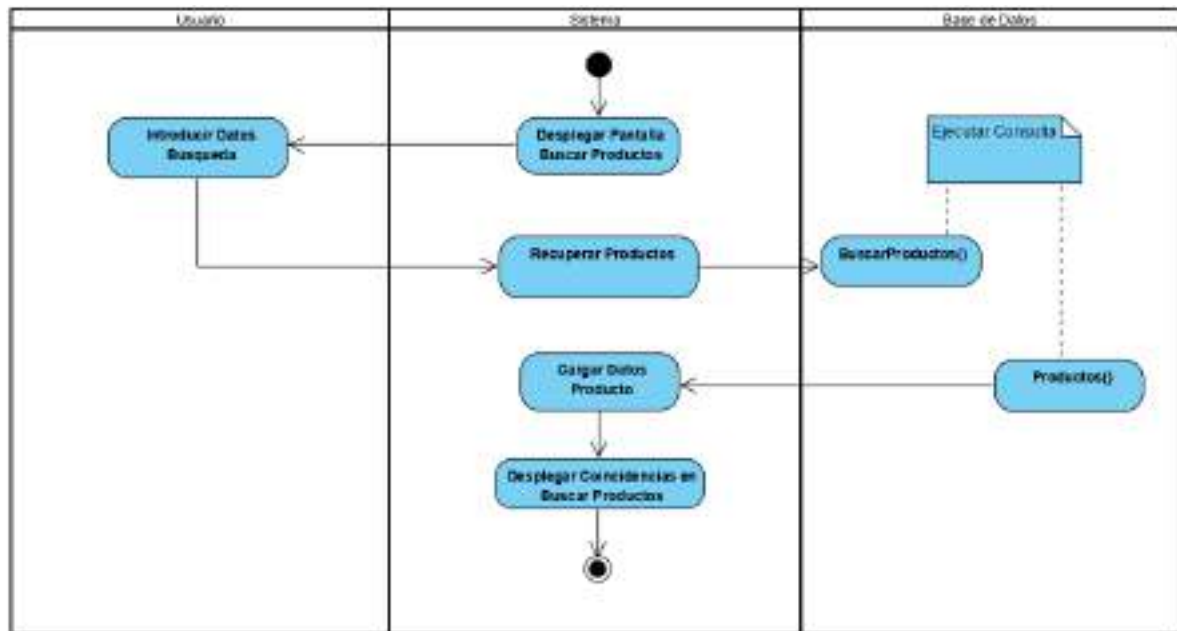 Usuario
Sistema
Base de Datos
Introducir Datos
Busqueda
Desplegar Pantalla
Buscar Productos
Ejecutar Consulta
Recuperar Productos
BuscarProductos()
Cargar Datos
Producto
Productos()
Desplegar Coincidencias en
Buscar Productos